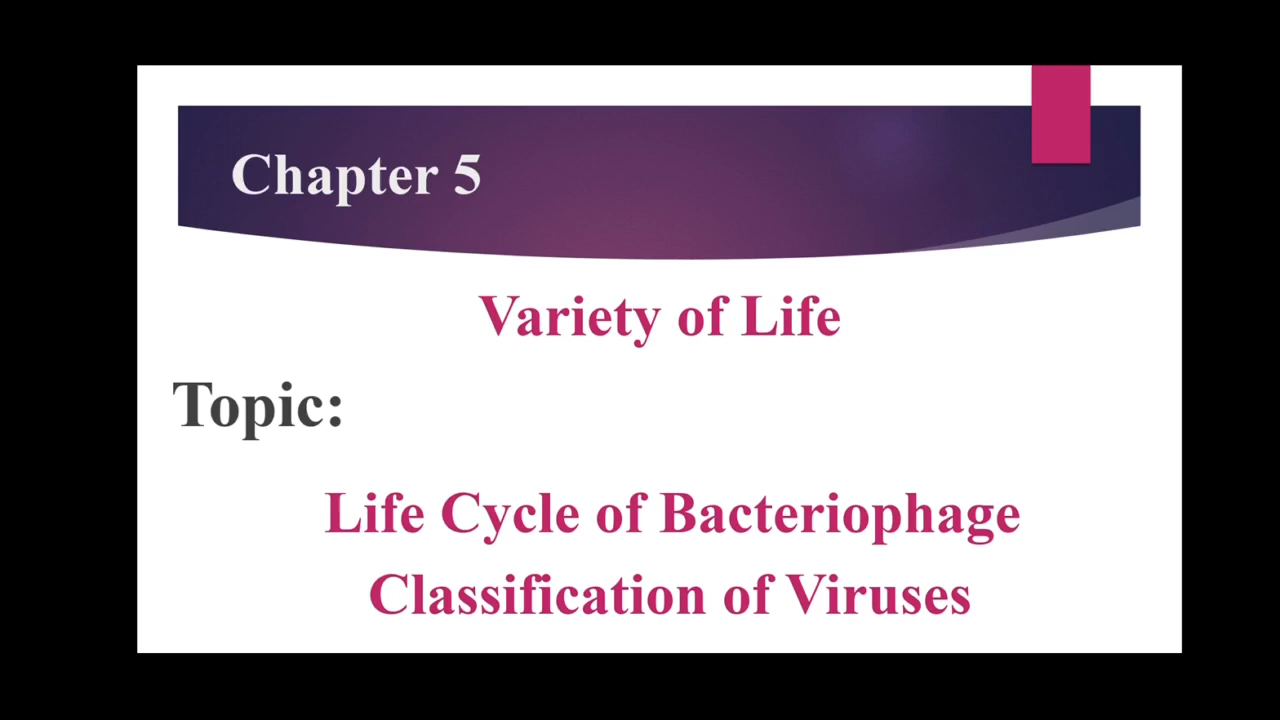 Chapter 5
Variety of Life
Topic:
Life Cycle of Bacteriophage
Classification of Viruses